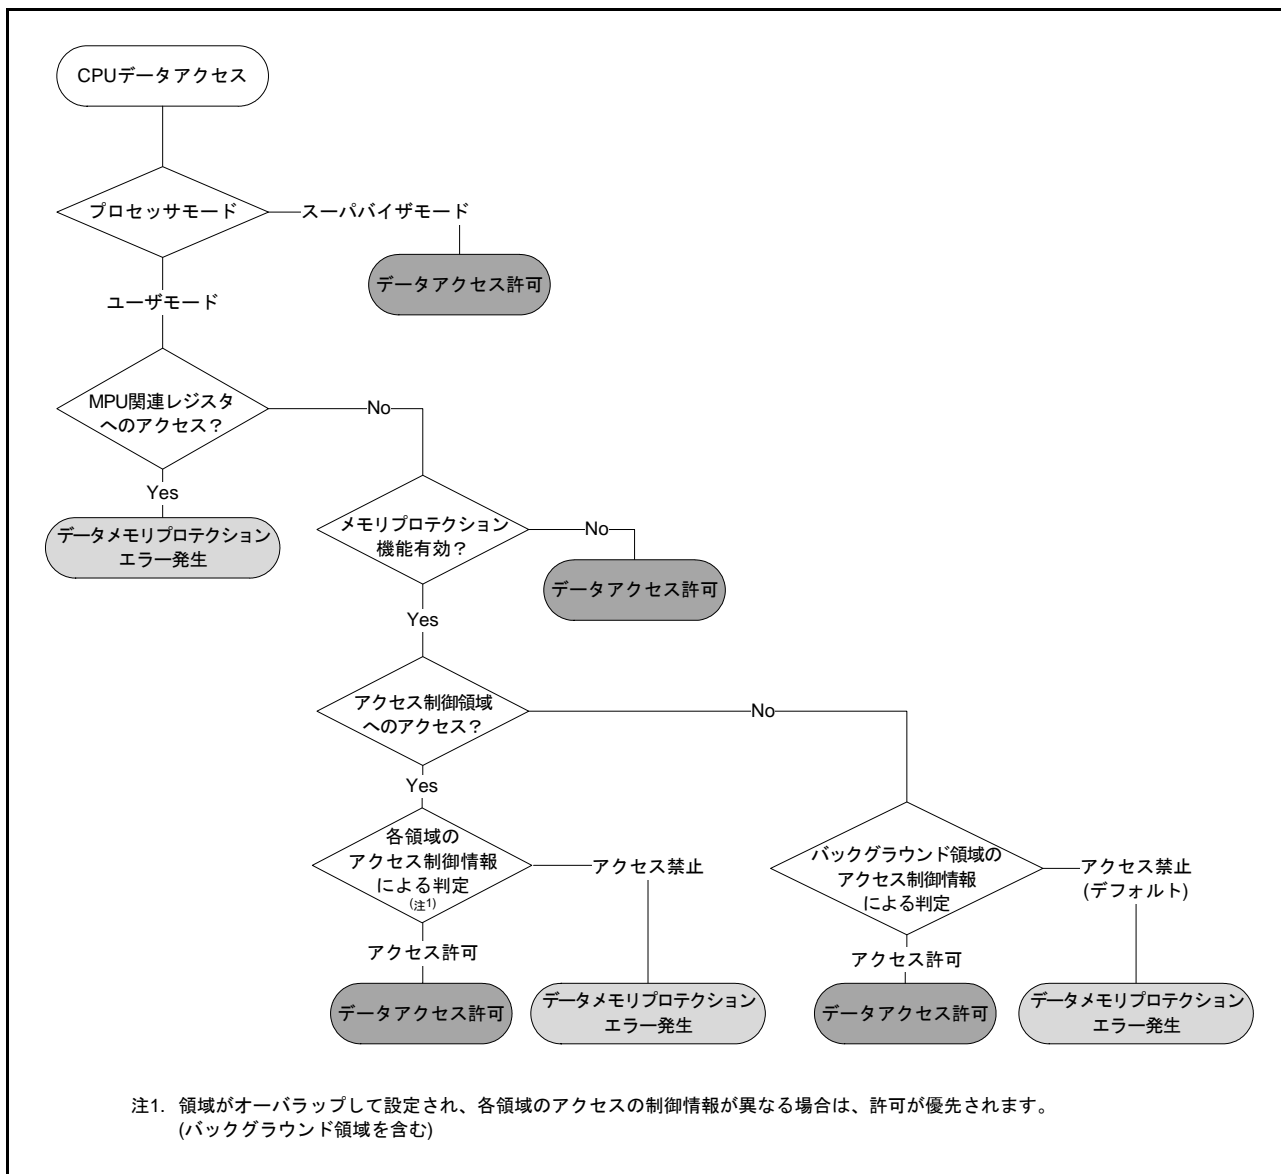 CPUデータアクセス
プロセッサモード
スーパバイザモード
データアクセス許可
ユーザモード
MPU関連レジスタ
へのアクセス？
No
Yes
データメモリプロテクション
エラー発生
メモリプロテクション
機能有効？
No
データアクセス許可
Yes
アクセス制御領域
へのアクセス？
No
Yes
各領域の
アクセス制御情報
による判定
(注1)
アクセス禁止
アクセス許可
データアクセス許可
データメモリプロテクション
エラー発生
バックグラウンド領域の
アクセス制御情報
による判定
アクセス禁止
(デフォルト)
アクセス許可
データアクセス許可
データメモリプロテクション
エラー発生
注1. 領域がオーバラップして設定され、各領域のアクセスの制御情報が異なる場合は、許可が優先されます。
(バックグラウンド領域を含む)